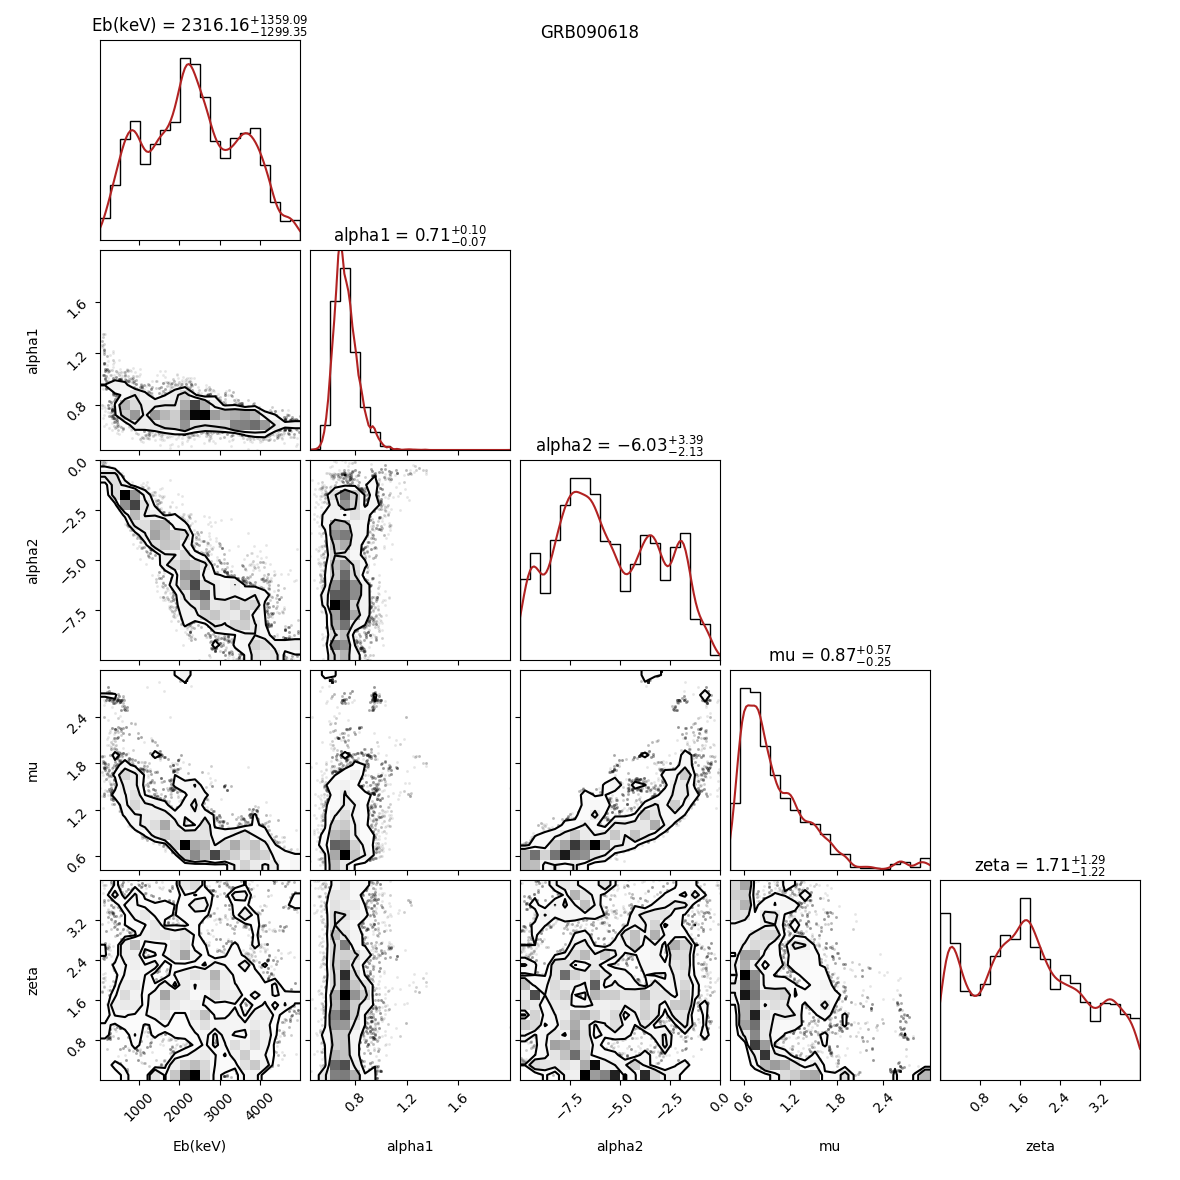 GRB090618
Eb(keV) = 2316.16+1359.09 −1299.35
alpha1 = 0.71+0.10 −0.07
1.6
1.2
0.8
alpha1
alpha2 = −6.03+3.39 −2.13
0.0
−2.5
−5.0
−7.5
alpha2
mu = 0.87+0.57 −0.25
2.4
1.8
1.2
0.6
mu
zeta = 1.71+1.29 −1.22
3.2
2.4
1.6
0.8
zeta
1000 2000 3000 4000
0.8 1.2 1.6
−7.5 −5.0 −2.5 0.0
0.6 1.2 1.8 2.4
0.8 1.6 2.4 3.2
Eb(keV) alpha1 alpha2 mu zeta